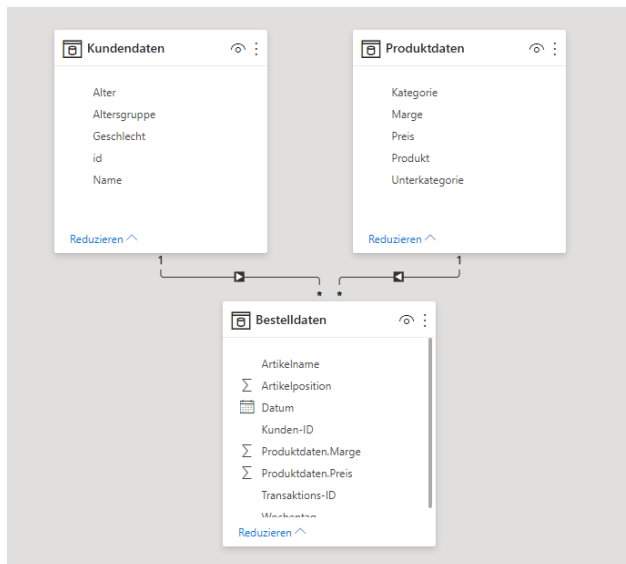 Kundendaten
Alter
Altersgruppe
Geschlecht
id
Name
Reduzieren
Produktdaten
Kategorie
Marge
Preis
Produkt
Unterkategorie
Reduzieren
1
1
* *
Bestelldaten
Artikelname
Σ Artikelposition
Datum
Kunden-ID
Σ Produktdaten.Marge
Σ Produktdaten.Preis
Transaktions-ID
Wochentag
Reduzieren